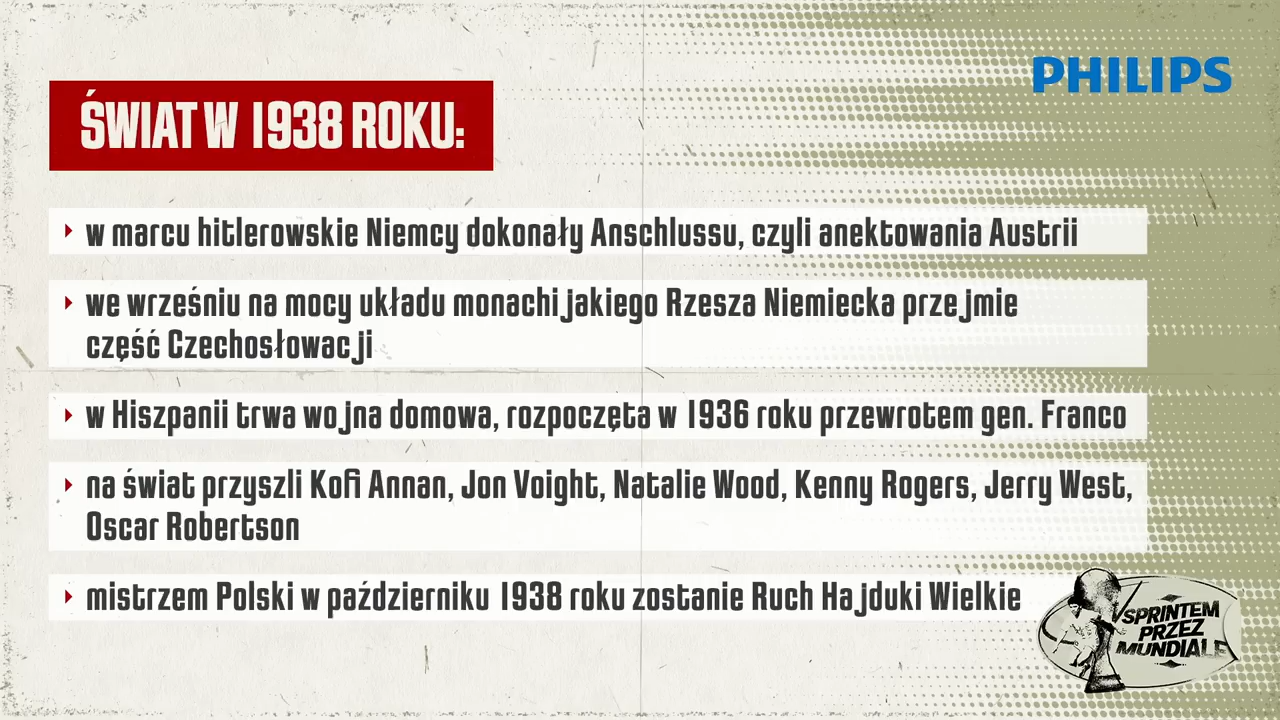 PHILIPS
ŚWIAT W 1938 ROKU:
w marcu hitlerowskie Niemcy dokonały Anschlussu, czyli anektowania Austrii
we wrześniu na mocy układu monachijakiego Rzesza Niemiecka przejmie
część Czechosłowacji
w Hiszpanii trwa wojna domowa, rozpoczęta w 1936 roku przewrotem gen. Franco
na świat przyszli Kofi Annan, Jon Voight, Natalie Wood, Kenny Rogers, Jerry West,
Oscar Robertson
mistrzem Polski w październiku 1938 roku zostanie Ruch Hajduki Wielkie
SPRINTEM
PRZEZ
MUNDIALE